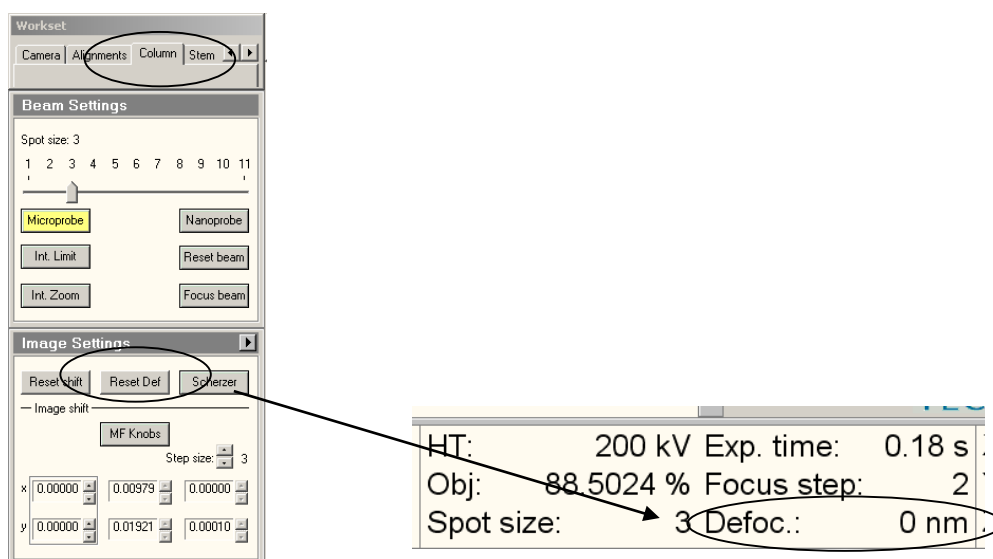 Workset
Camera Alignments Column Stem
Beam Settings
Spot size: 3
1 2 3 4 5 6 7 8 9 10 11
Microprobe Nanoprobe
Int. Limit Reset beam
Int. Zoom Focus beam
Image Settings
Reset shift Reset Def Scherzer
Image shift
MF Knobs
Step size: 3
x 0.00000 0.00979 0.00000
y 0.00000 0.01921 0.00010
HT: 200 kV Exp. time: 0.18 s
Obj: 88.5024 % Focus step: 2
Spot size: 3 Defoc.: 0 nm